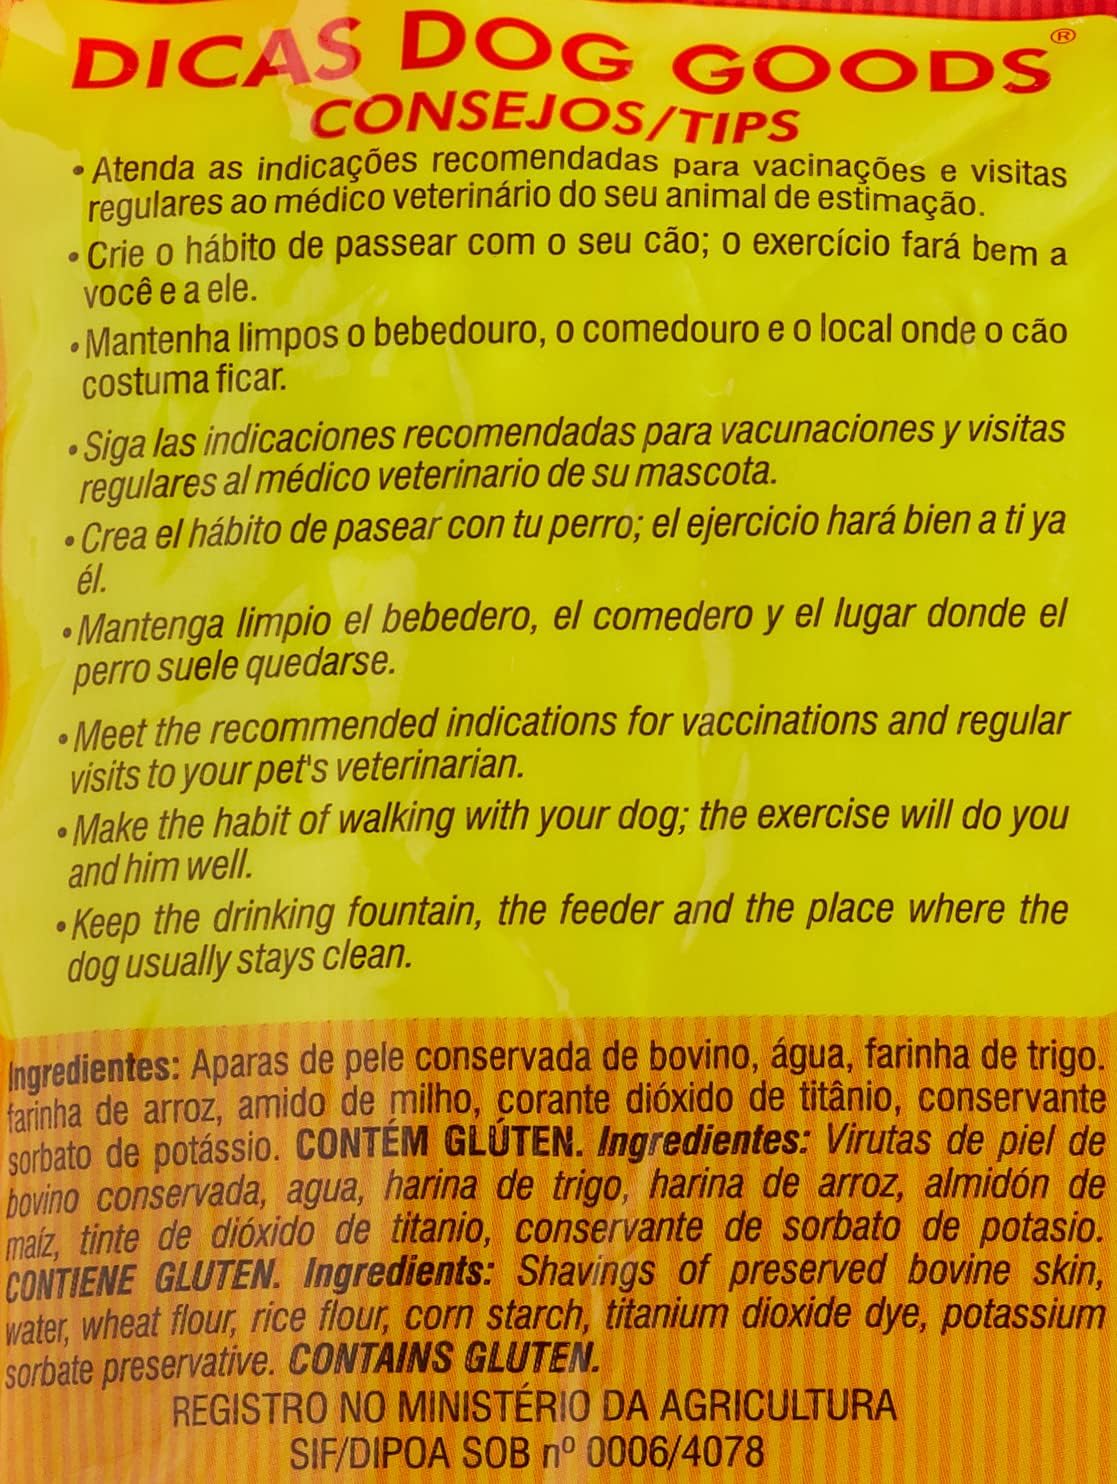 DICAS DOG GOODS®
CONSEJOS/TIPS
• Atenda as indicações recomendadas para vacinações e visitas
regulares ao médico veterinário do seu animal de estimação.
• Crie o hábito de passear com o seu cão; o exercício fará bem a
você e a ele.
• Mantenha limpos o bebedouro, o comedouro e o local onde o cão
costuma ficar.
• Siga las indicaciones recomendadas para vacunaciones y visitas
regulares al médico veterinario de su mascota.
• Crea el hábito de pasear con tu perro; el ejercicio hará bien a ti ya
él.
• Mantenga limpio el bebedero, el comedero y el lugar donde el
perro suele quedarse.
• Meet the recommended indications for vaccinations and regular
visits to your pet's veterinarian.
• Make the habit of walking with your dog; the exercise will do you
and him well.
• Keep the drinking fountain, the feeder and the place where the
dog usually stays clean.
Ingredientes: Aparas de pele conservada de bovino, água, farinha de trigo.
farinha de arroz, amido de milho, corante dióxido de titânio, conservante
sorbato de potássio. CONTÉM GLÚTEN. Ingredientes: Virutas de piel de
bovino conservada, agua, harina de trigo, harina de arroz, almidón de
maíz, tinte de dióxido de titanio, conservante de sorbato de potasio.
CONTIENE GLUTEN. Ingredients: Shavings of preserved bovine skin,
water, wheat flour, rice flour, corn starch, titanium dioxide dye, potassium
sorbate preservative. CONTAINS GLUTEN.
REGISTRO NO MINISTÉRIO DA AGRICULTURA
SIF/DIPOA SOB nº 0006/4078